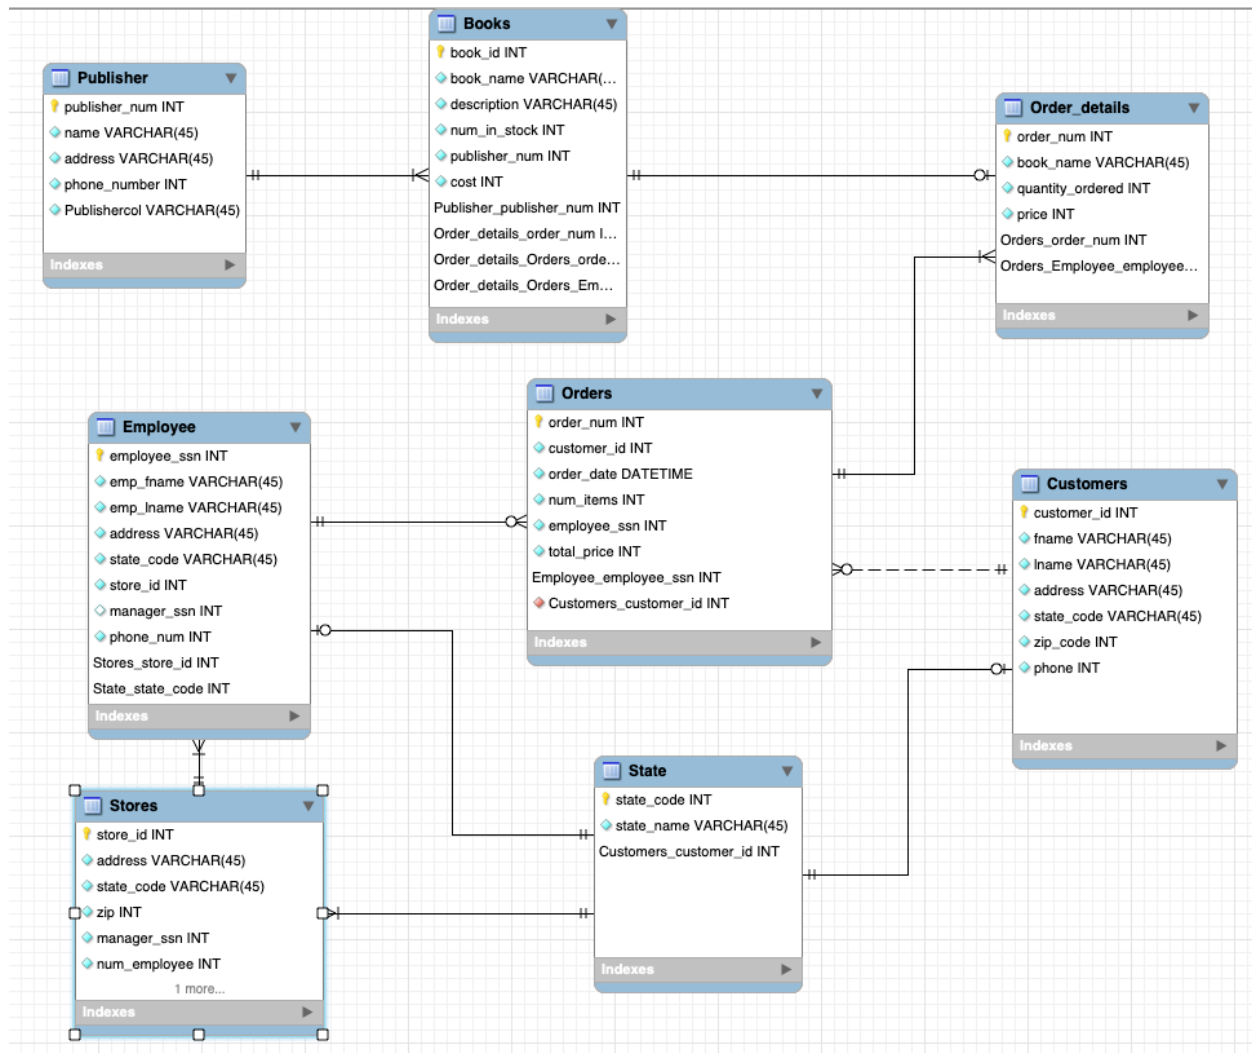 Books
book_id INT
book_name VARCHAR(...
description VARCHAR(45)
num_in_stock INT
publisher_num INT
cost INT
Publisher_publisher_num INT
Order_details_order_num I...
Order_details_Orders_orde...
Order_details_Orders_Em...
Indexes
Publisher
publisher_num INT
name VARCHAR(45)
address VARCHAR(45)
phone_number INT
Publishercol VARCHAR(45)
Indexes
Order_details
order_num INT
book_name VARCHAR(45)
quantity_ordered INT
price INT
Orders_order_num INT
Orders_Employee_employee...
Indexes
Orders
order_num INT
customer_id INT
order_date DATETIME
num_items INT
employee_ssn INT
total_price INT
Employee_employee_ssn INT
Customers_customer_id INT
Indexes
Employee
employee_ssn INT
emp_fname VARCHAR(45)
emp_lname VARCHAR(45)
address VARCHAR(45)
state_code VARCHAR(45)
store_id INT
manager_ssn INT
phone_num INT
Stores_store_id INT
State_state_code INT
Indexes
Customers
customer_id INT
fname VARCHAR(45)
lname VARCHAR(45)
address VARCHAR(45)
state_code VARCHAR(45)
zip_code INT
phone INT
Indexes
State
state_code INT
state_name VARCHAR(45)
Customers_customer_id INT
Indexes
Stores
store_id INT
address VARCHAR(45)
state_code VARCHAR(45)
zip INT
manager_ssn INT
num_employee INT
1 more...
Indexes